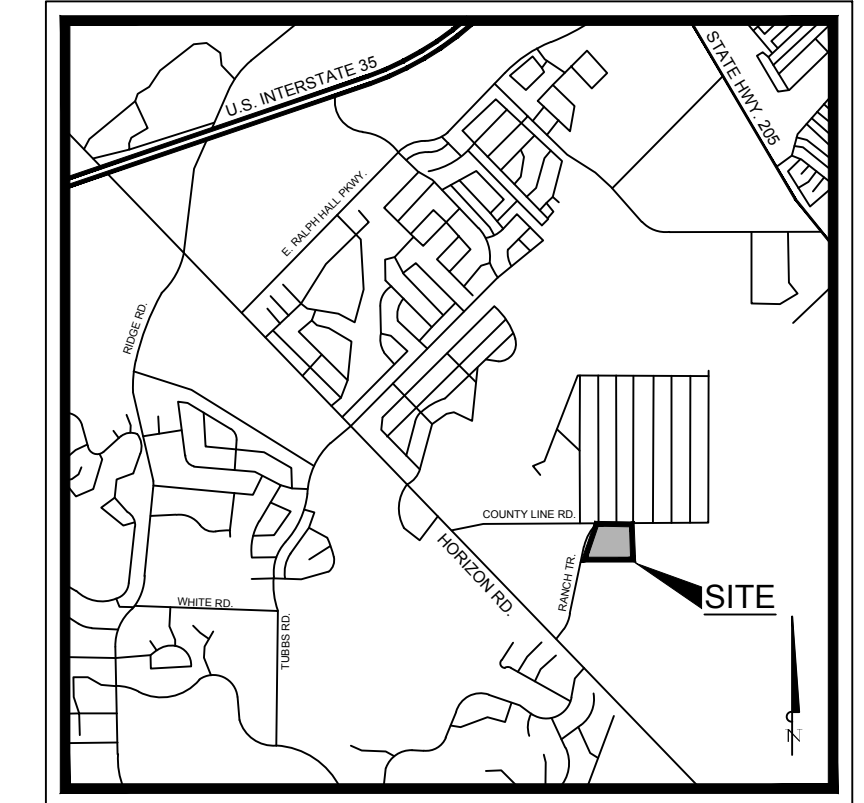 U.S. INTERSTATE 35
STATE HWY. 205
E. RALPH HALL PKWY.
RIDGE RD.
COUNTY LINE RD.
HORIZON RD.
RANCH TR.
SITE
WHITE RD.
TUBBS RD.
N